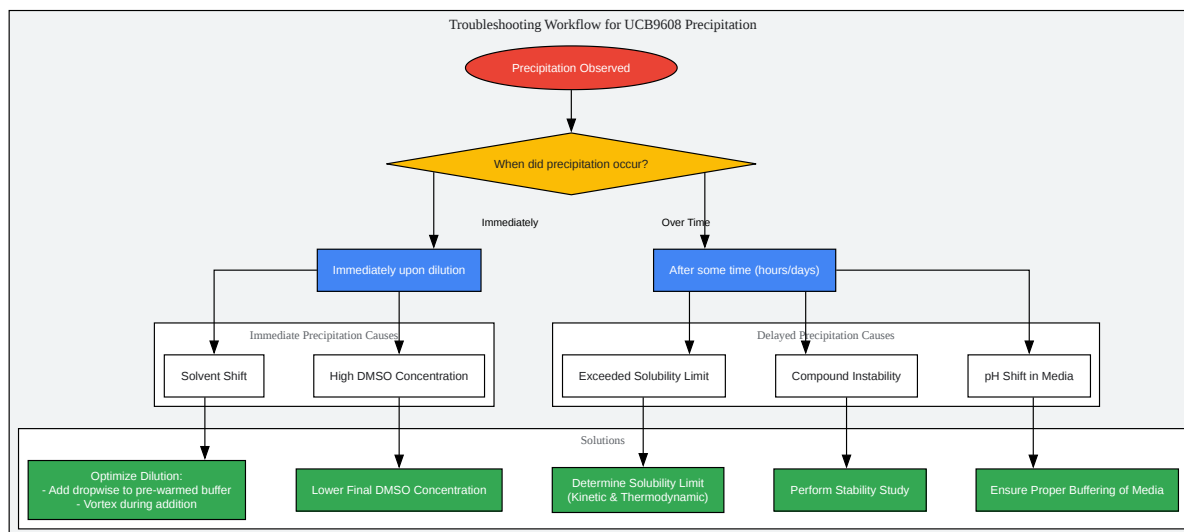 Troubleshooting Workflow for UCB9608 Precipitation
Precipitation Observed
When did precipitation occur?
Immediately
Over Time
Immediately upon dilution
After some time (hours/days)
Immediate Precipitation Causes
Delayed Precipitation Causes
Solvent Shift
High DMSO Concentration
Exceeded Solubility Limit
Compound Instability
pH Shift in Media
Solutions
Optimize Dilution:
- Add dropwise to pre-warmed buffer
- Vortex during addition
Lower Final DMSO Concentration
Determine Solubility Limit
(Kinetic & Thermodynamic)
Perform Stability Study
Ensure Proper Buffering of Media